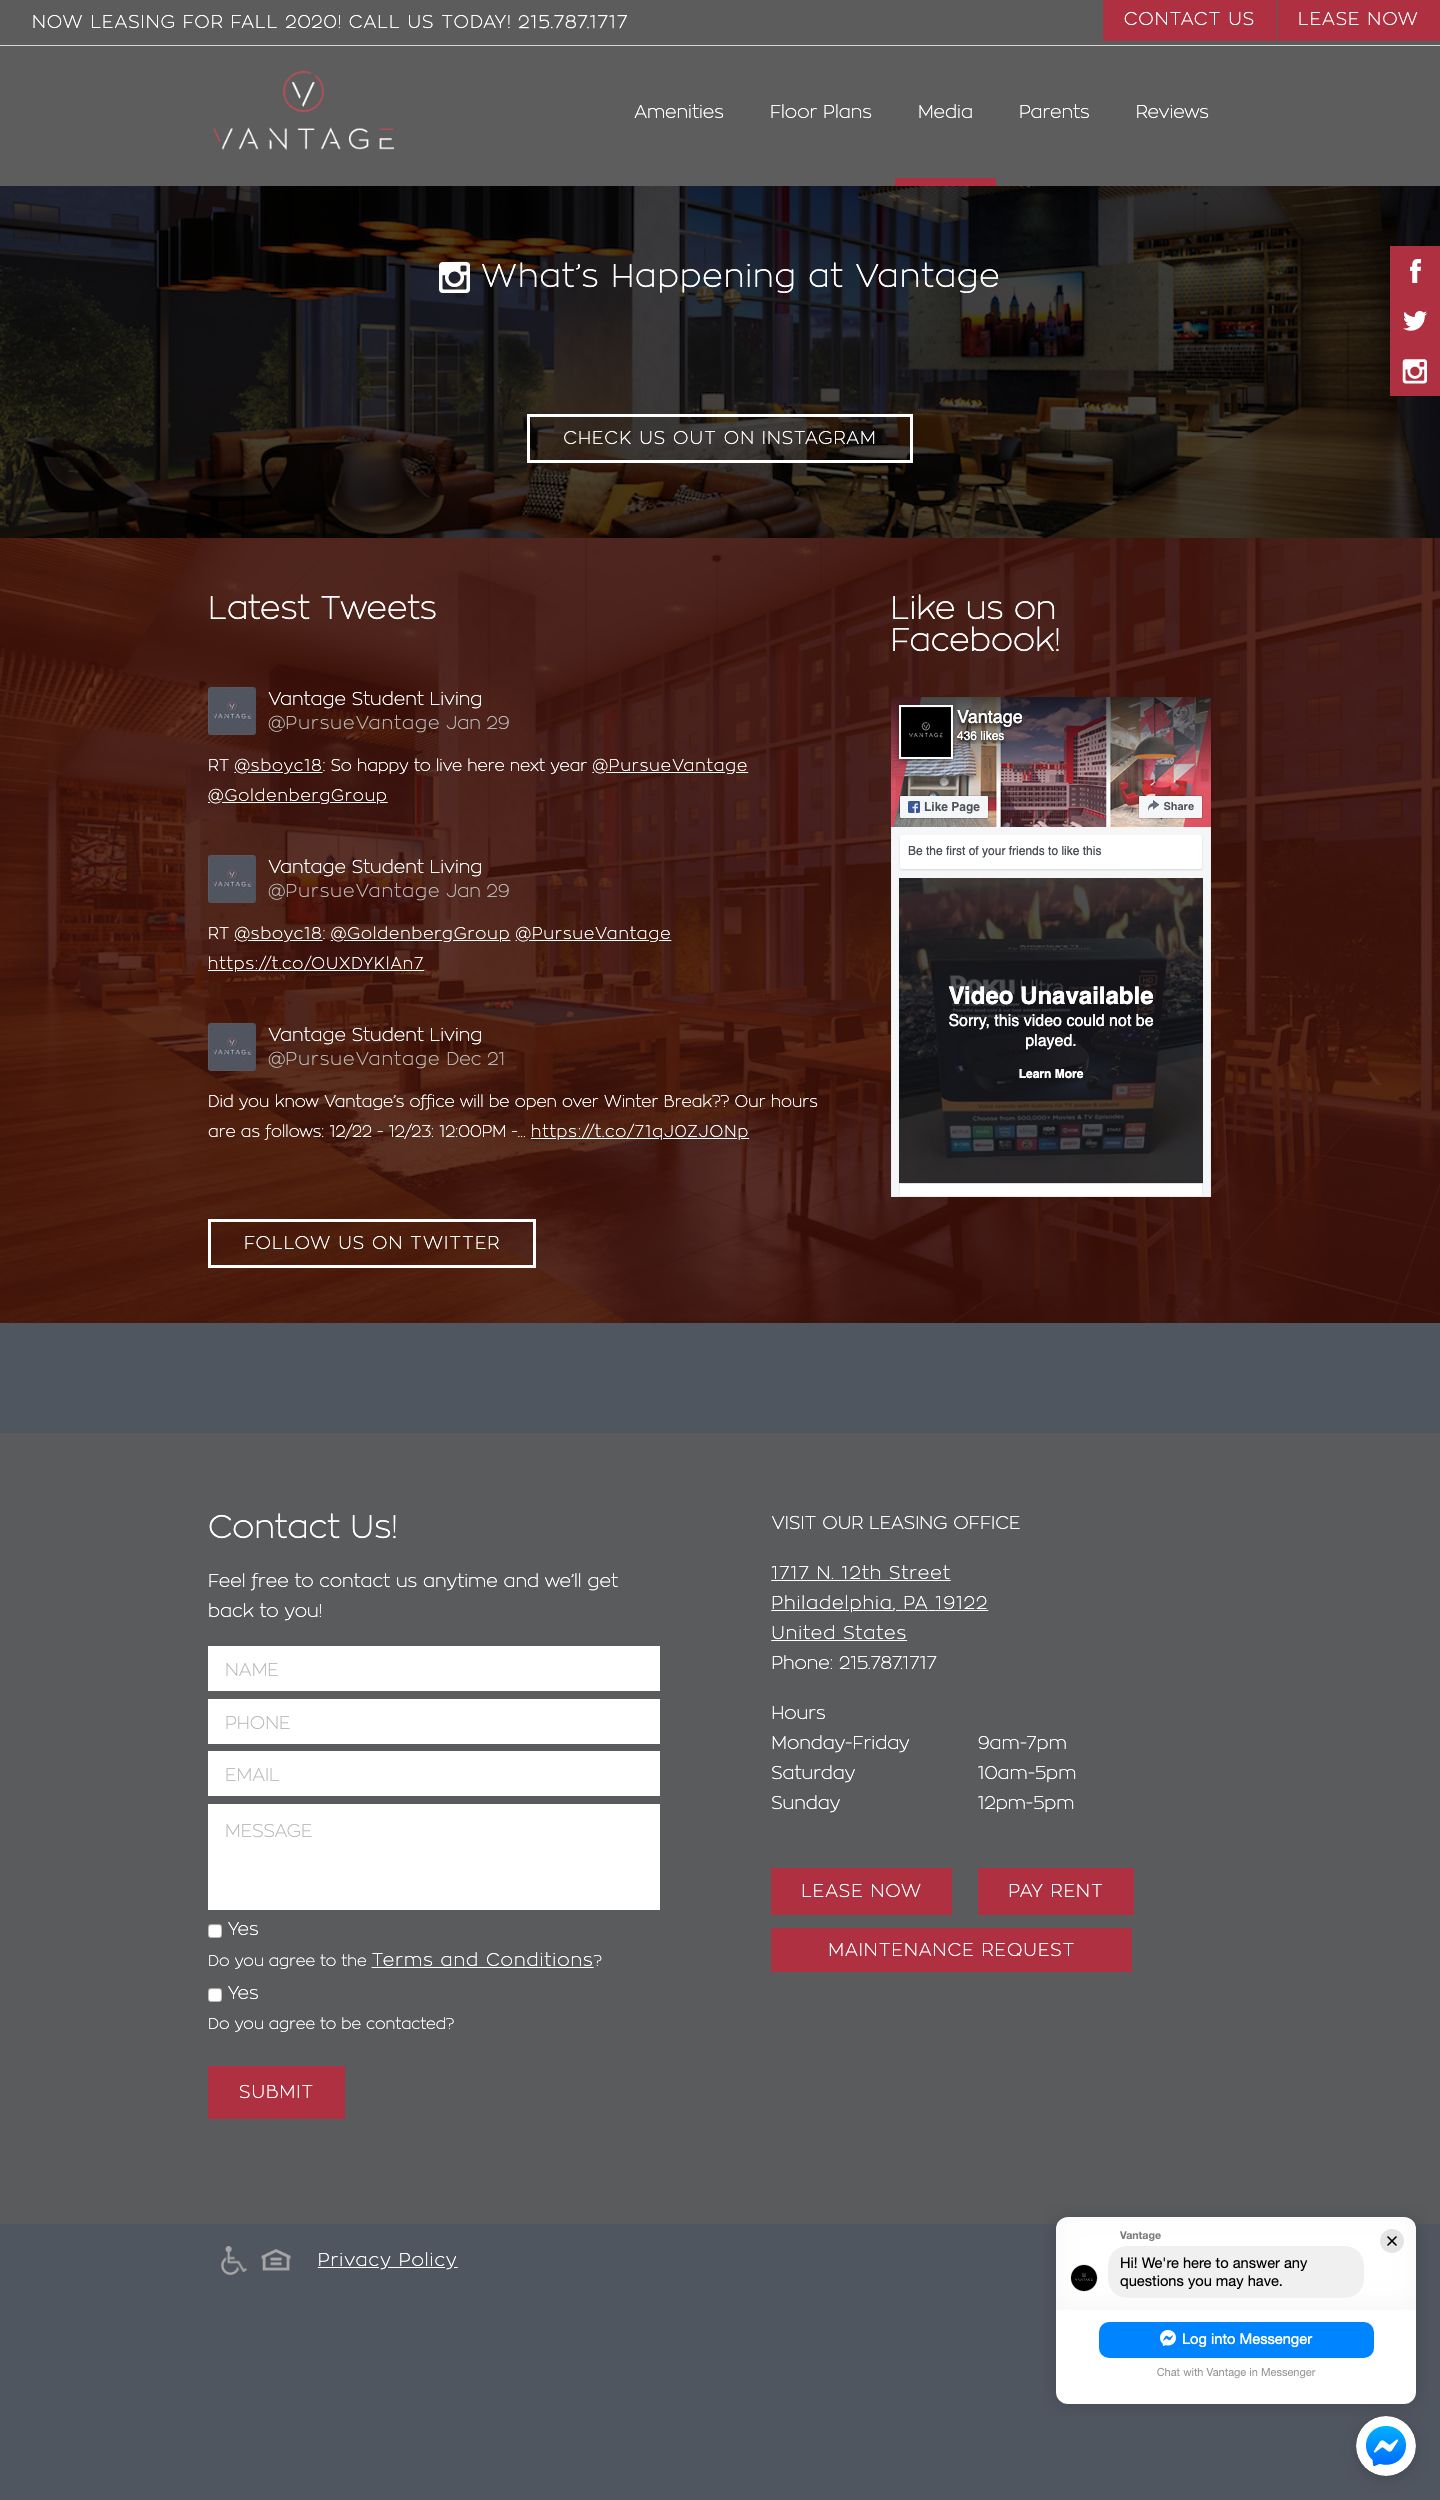 NOW LEASING FOR FALL 2020! CALL US TODAY! 215.787.1717
CONTACT US
LEASE NOW
VANTAGE
Amenities
Floor Plans
Media
Parents
Reviews
What's Happening at Vantage
CHECK US OUT ON INSTAGRAM
Latest Tweets
Vantage Student Living
@PursueVantage Jan 29
RT @sboyc18: So happy to live here next year @PursueVantage
@GoldenbergGroup
Vantage Student Living
@PursueVantage Jan 29
RT @sboyc18: @GoldenbergGroup @PursueVantage
https://t.co/OUXDYKlAn7
Vantage Student Living
@PursueVantage Dec 21
Did you know Vantage's office will be open over Winter Break?? Our hours
are as follows: 12/22 - 12/23: 12:00PM -... https://t.co/71qJ0ZJONp
FOLLOW US ON TWITTER
Like us on
Facebook!
VANTAGE
Vantage
436 likes
Like Page
Share
Be the first of your friends to like this
Roku Ultra
Video Unavailable
Sorry, this video could not be
played.
Learn More
Choose from 500,000+ Movies & TV Episodes
Contact Us!
Feel free to contact us anytime and we'll get
back to you!
NAME
PHONE
EMAIL
MESSAGE
Yes
Do you agree to the Terms and Conditions?
Yes
Do you agree to be contacted?
SUBMIT
VISIT OUR LEASING OFFICE
1717 N. 12th Street
Philadelphia, PA 19122
United States
Phone: 215.787.1717
Hours
Monday-Friday 9am-7pm
Saturday 10am-5pm
Sunday 12pm-5pm
LEASE NOW
PAY RENT
MAINTENANCE REQUEST
Privacy Policy
Vantage
Hi! We're here to answer any
questions you may have.
Log into Messenger
Chat with Vantage in Messenger